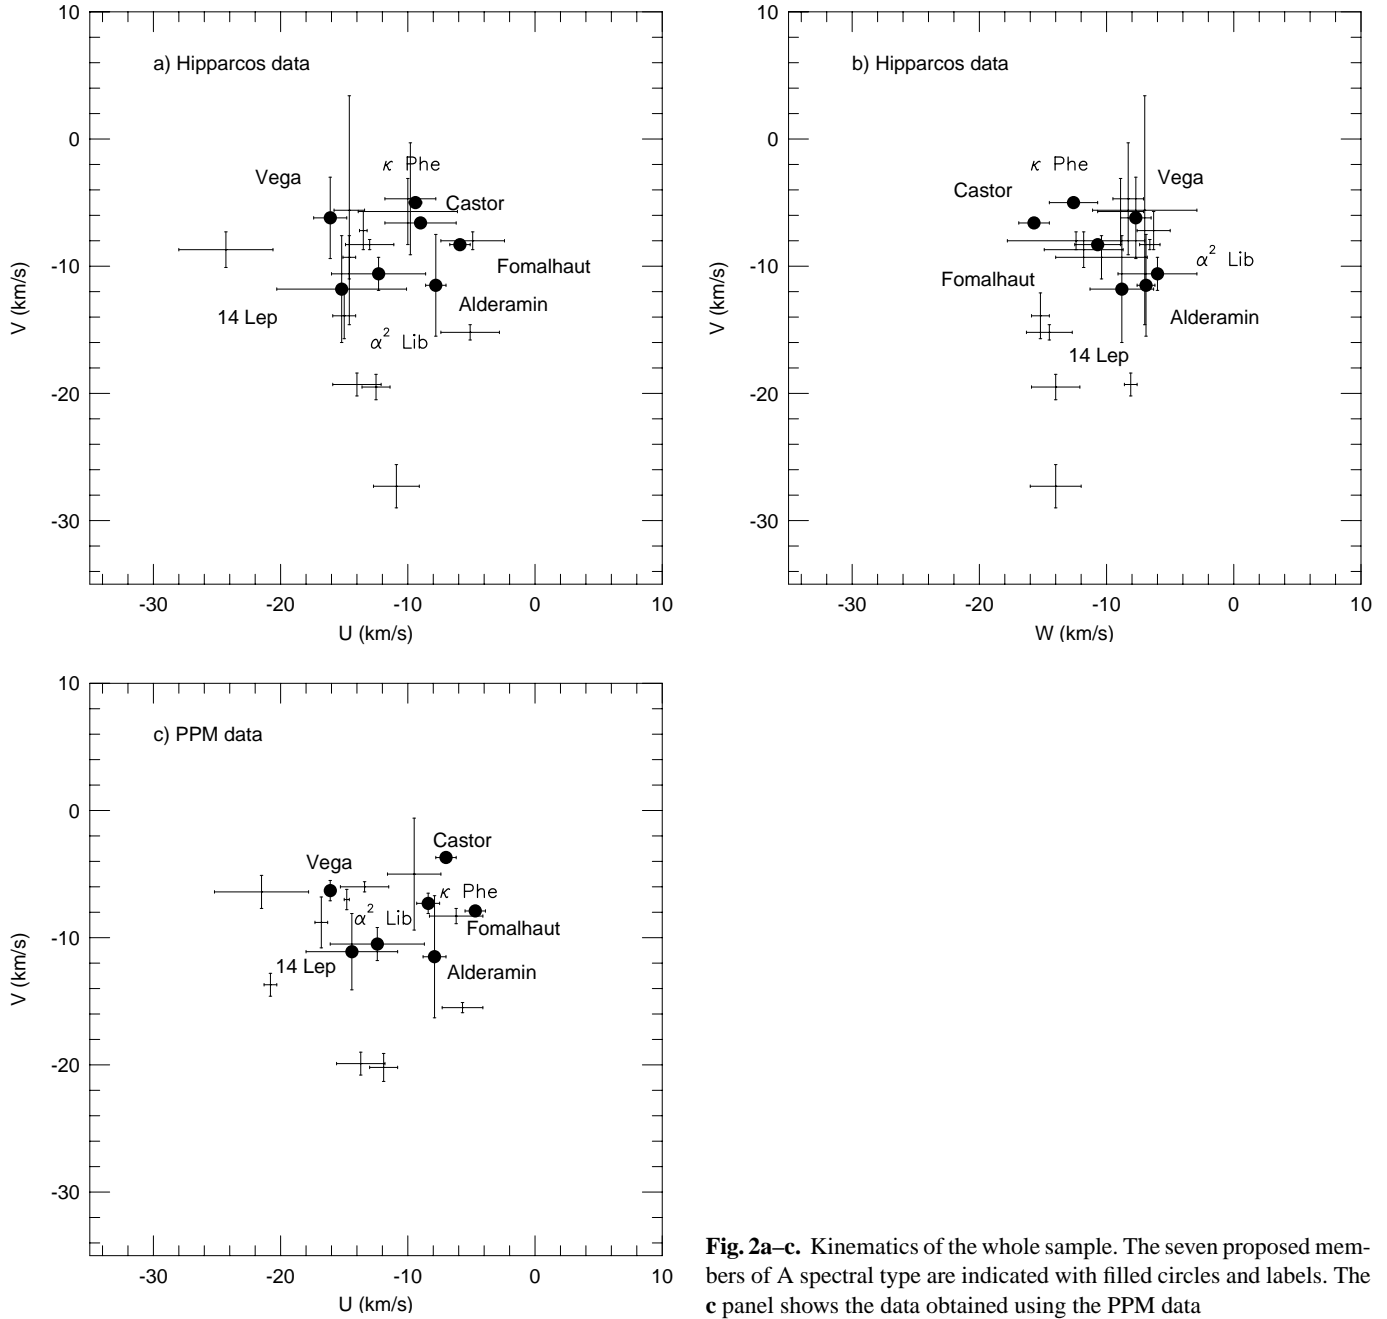 10
a) Hipparcos data
0
κ Phe
Vega
Castor
-10
Fomalhaut
Alderamin
14 Lep
α² Lib
-20
-30
V (km/s)
-30 -20 -10 0 10
U (km/s)
10
b) Hipparcos data
0
κ Phe
Castor
Vega
-10
α² Lib
Fomalhaut
Alderamin
14 Lep
-20
-30
V (km/s)
-30 -20 -10 0 10
W (km/s)
10
c) PPM data
0
Castor
Vega
κ Phe
α² Lib
-10
Fomalhaut
14 Lep
Alderamin
-20
-30
V (km/s)
-30 -20 -10 0 10
U (km/s)
Fig. 2a–c. Kinematics of the whole sample. The seven proposed mem-
bers of A spectral type are indicated with filled circles and labels. The
c panel shows the data obtained using the PPM data